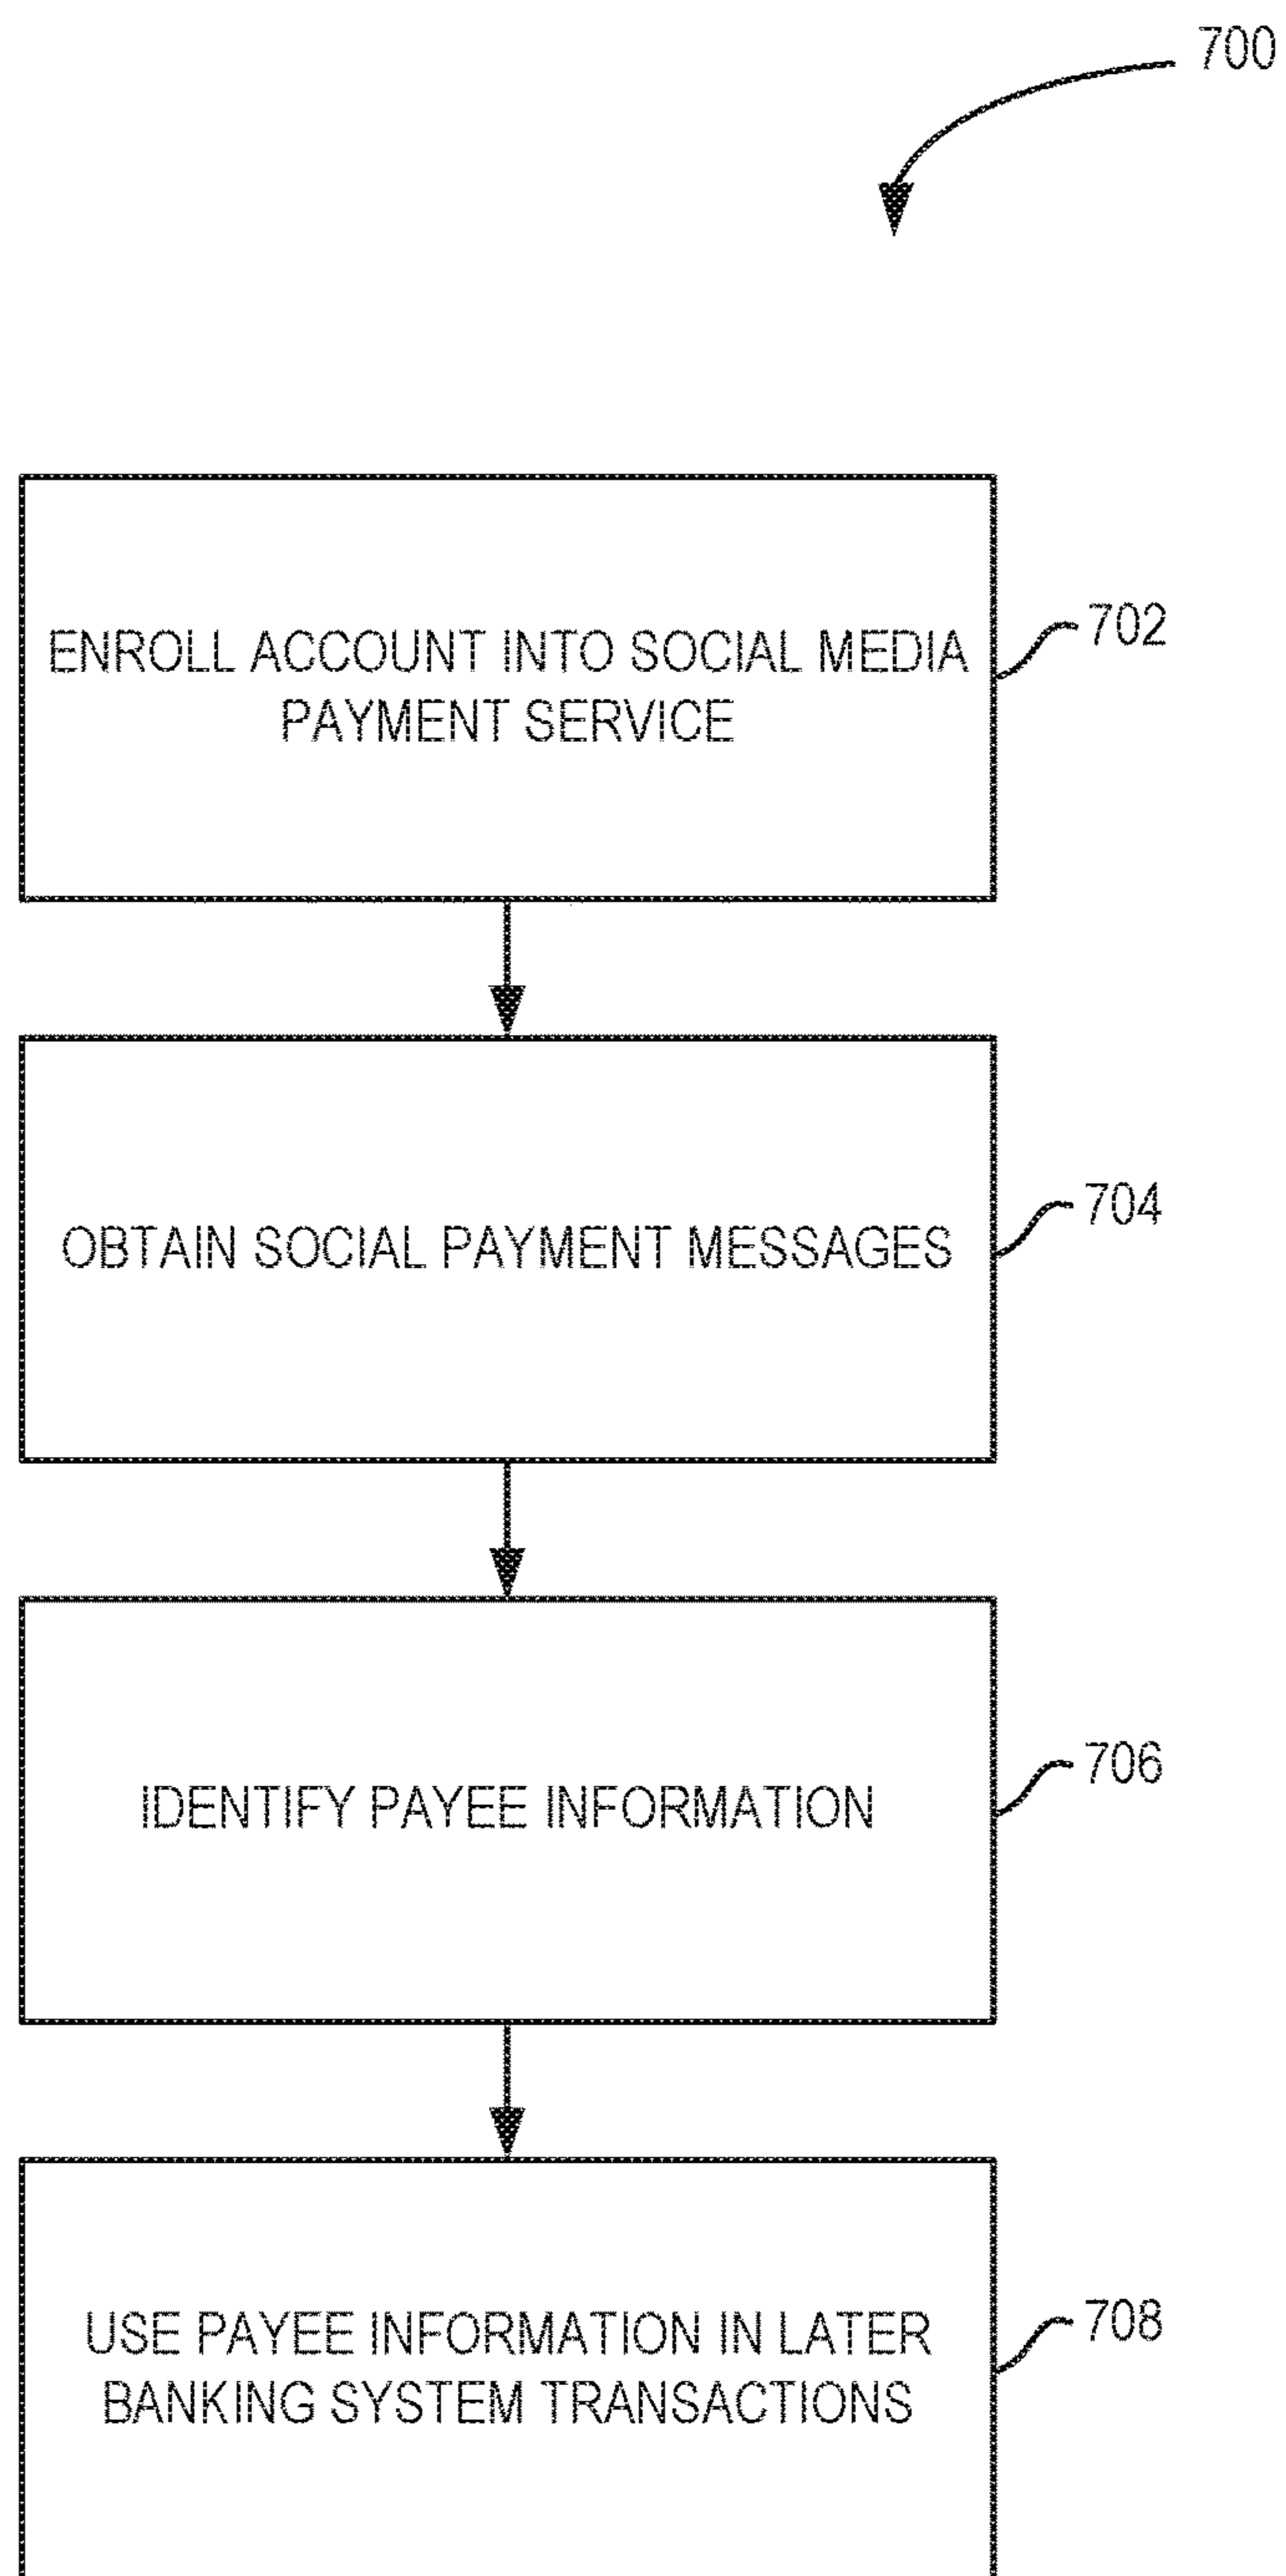 700
ENROLL ACCOUNT INTO SOCIAL MEDIA
PAYMENT SERVICE
702
OBTAIN SOCIAL PAYMENT MESSAGES
704
IDENTIFY PAYEE INFORMATION
706
USE PAYEE INFORMATION IN LATER
BANKING SYSTEM TRANSACTIONS
708